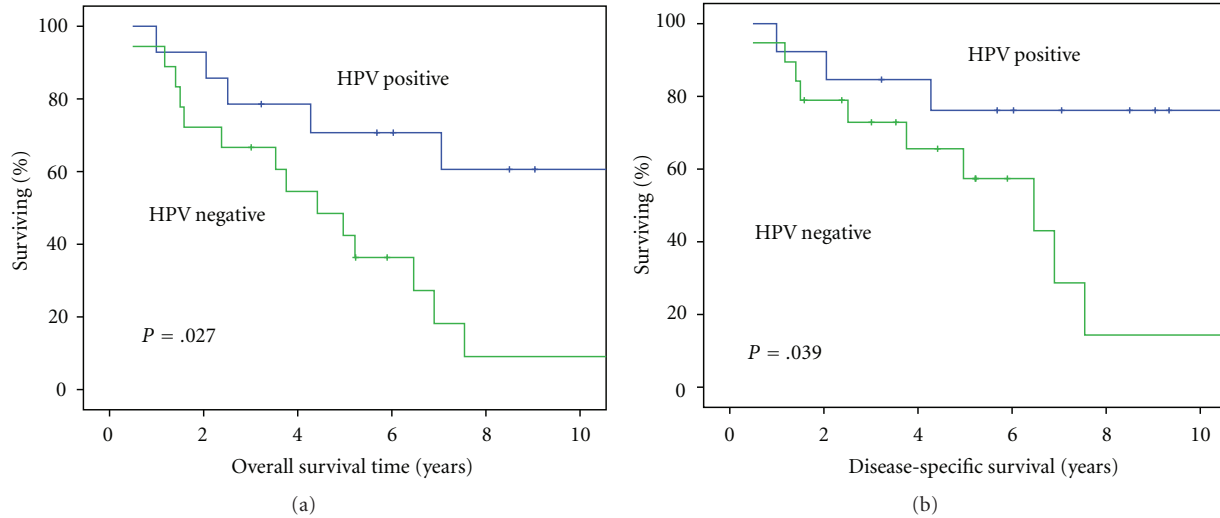 100
80
60
40
20
0
Surviving (%)
HPV positive
HPV negative
P = .027
0 2 4 6 8 10
Overall survival time (years)
(a)
100
80
60
40
20
0
Surviving (%)
HPV positive
HPV negative
P = .039
0 2 4 6 8 10
Disease-specific survival (years)
(b)